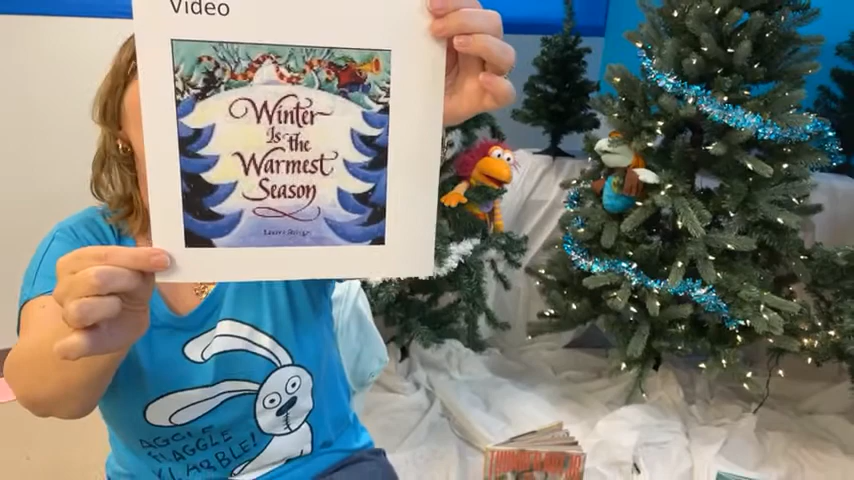 Video
Winter
Is the
Warmest
Season
AGGLE
FLAGGLE
KLABBLE!